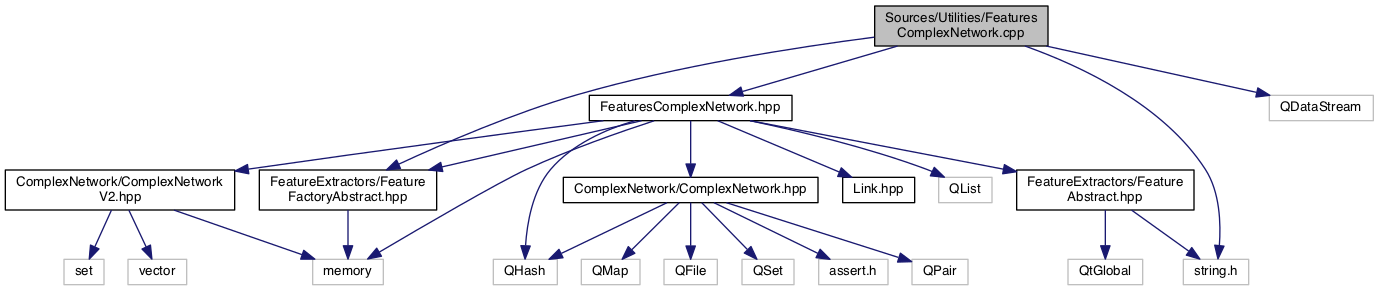 Sources/Utilities/Features
ComplexNetwork.cpp
FeaturesComplexNetwork.hpp
QDataStream
ComplexNetwork/ComplexNetwork
V2.hpp
FeatureExtractors/Feature
FactoryAbstract.hpp
ComplexNetwork/ComplexNetwork.hpp
Link.hpp
QList
FeatureExtractors/Feature
Abstract.hpp
set
vector
memory
QHash
QMap
QFile
QSet
assert.h
QPair
QtGlobal
string.h